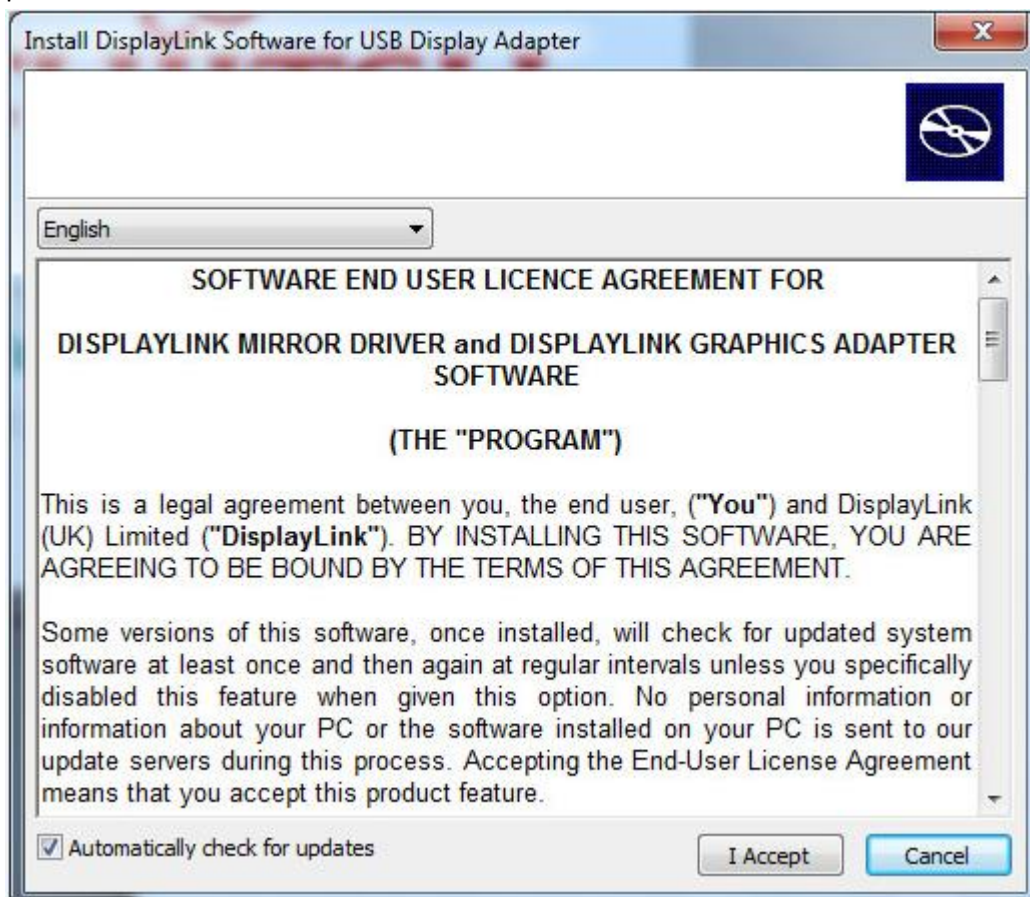 Install DisplayLink Software for USB Display Adapter
English
SOFTWARE END USER LICENCE AGREEMENT FOR
DISPLAYLINK MIRROR DRIVER and DISPLAYLINK GRAPHICS ADAPTER
SOFTWARE
(THE "PROGRAM")
This is a legal agreement between you, the end user, ("You") and DisplayLink
(UK) Limited ("DisplayLink"). BY INSTALLING THIS SOFTWARE, YOU ARE
AGREEING TO BE BOUND BY THE TERMS OF THIS AGREEMENT.
Some versions of this software, once installed, will check for updated system
software at least once and then again at regular intervals unless you specifically
disabled this feature when given this option. No personal information or
information about your PC or the software installed on your PC is sent to our
update servers during this process. Accepting the End-User License Agreement
means that you accept this product feature.
Automatically check for updates
I Accept
Cancel